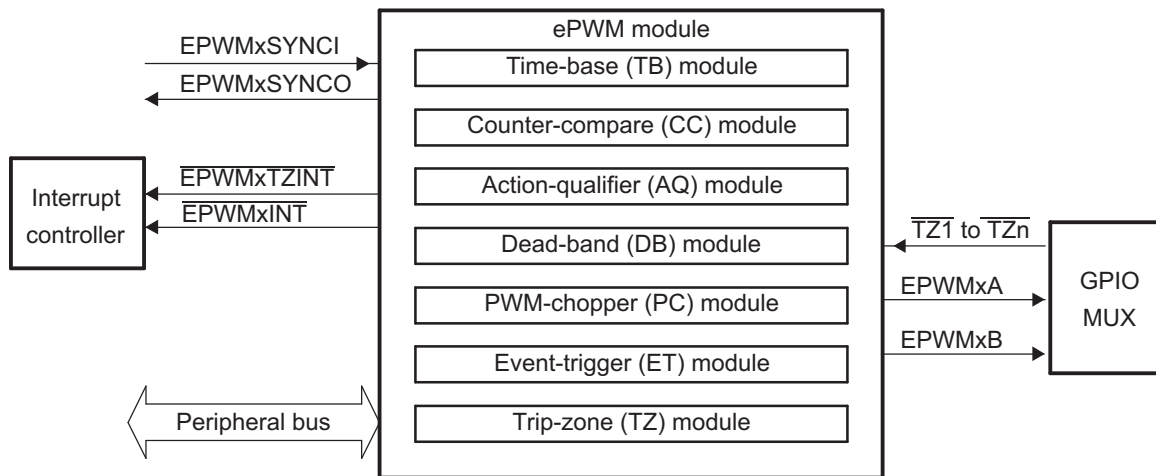 ePWM module
EPWMxSYNCI
Time-base (TB) module
EPWMxSYNCO
Counter-compare (CC) module
EPWMxTZINT
Action-qualifier (AQ) module
Interrupt
controller
EPWMxINT
TZ1 to TZn
Dead-band (DB) module
EPWMxA
GPIO
MUX
PWM-chopper (PC) module
EPWMxB
Event-trigger (ET) module
Peripheral bus
Trip-zone (TZ) module